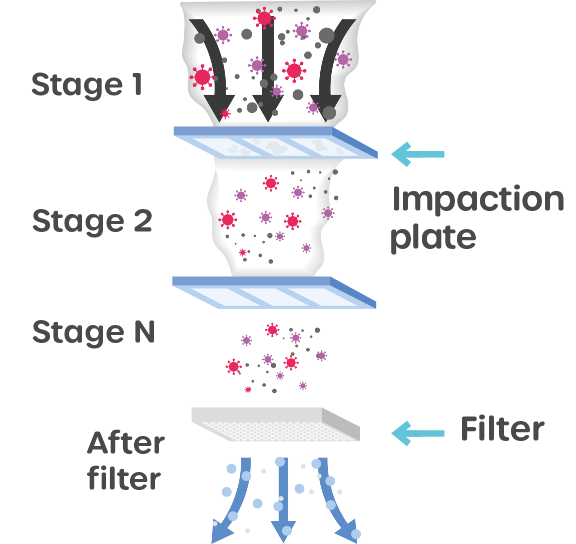 Stage 1
Impaction
plate
Stage 2
Stage N
Filter
After
filter